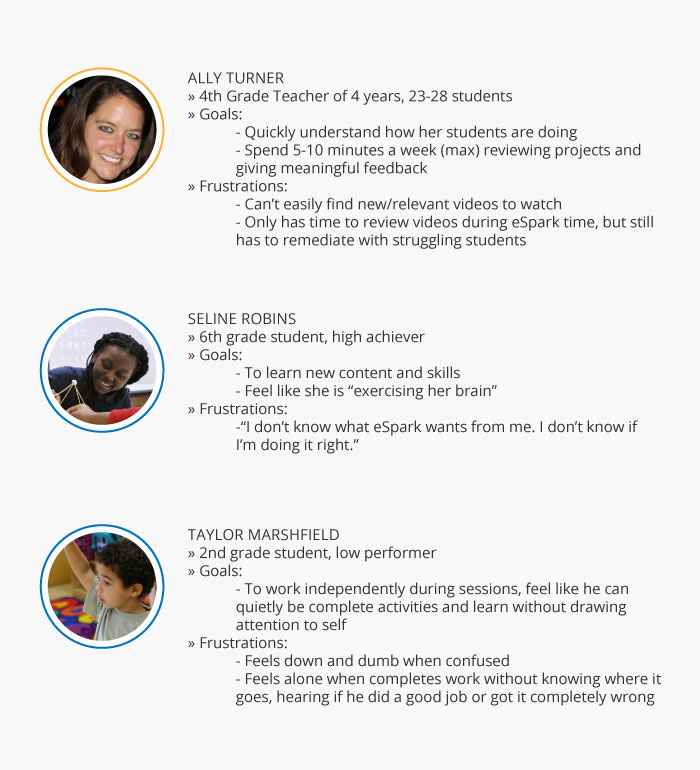 ALLY TURNER
» 4th Grade Teacher of 4 years, 23-28 students
» Goals:
- Quickly understand how her students are doing
- Spend 5-10 minutes a week (max) reviewing projects and
giving meaningful feedback
» Frustrations:
- Can’t easily find new/relevant videos to watch
- Only has time to review videos during eSpark time, but still
has to remediate with struggling students
SELINE ROBINS
» 6th grade student, high achiever
» Goals:
- To learn new content and skills
- Feel like she is “exercising her brain”
» Frustrations:
-“I don’t know what eSpark wants from me. I don’t know if
I’m doing it right.”
TAYLOR MARSHFIELD
» 2nd grade student, low performer
» Goals:
- To work independently during sessions, feel like he can
quietly be complete activities and learn without drawing
attention to self
» Frustrations:
- Feels down and dumb when confused
- Feels alone when completes work without knowing where it
goes, hearing if he did a good job or got it completely wrong